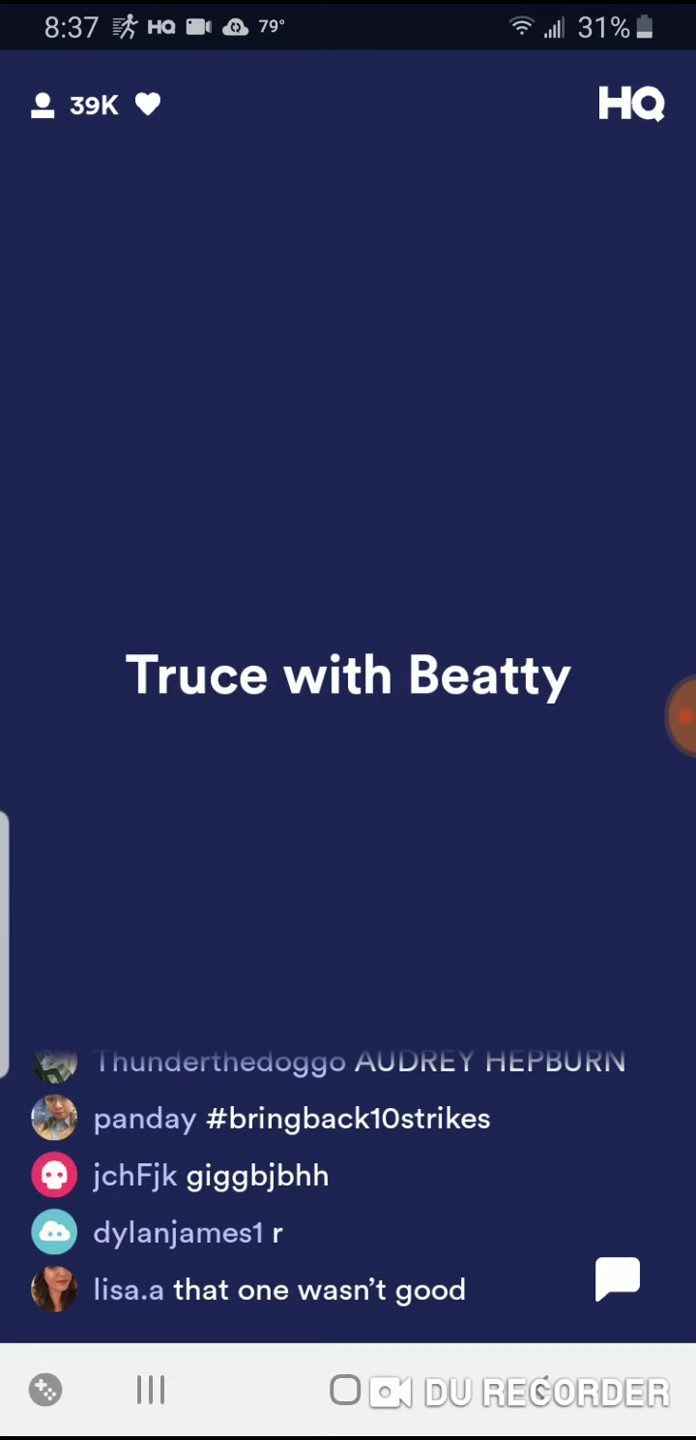 8:37 HQ 79° 31%
39K HQ
Truce with Beatty
Thunderthedoggo AUDREY HEPBURN
panday #bringback10strikes
jchFjk giggbjbhh
dylanjames1 r
lisa.a that one wasn't good
DU RECORDER